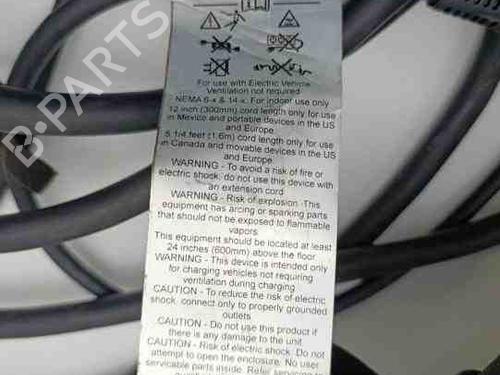 For use with Electric Vehicle
Ventilation not required
NEMA 6-x & 14-x. For indoor use only
12 inch (300mm) cord length only for use
in Mexico and portable devices in the US
and Europe.
5 1/4 feet (1.6m) cord length only for use
in Canada and movable devices in the US
and Europe.
WARNING - To avoid a risk of fire or
electric shock, do not use this device with
an extension cord
WARNING - Risk of explosion -This
equipment has arcing or sparking parts
that should not be exposed to flammable
vapors
This equipment should be located at least
24 inches (600mm) above the floor
WARNING - This device is intended only
for charging vehicles not requiring
ventilation during charging
CAUTION - To reduce the risk of electric
shock, connect only to properly grounded
outlets
CAUTION - Do not use this product if
there is any damage to the unit
CAUTION - Risk of electric shock. Do not
attempt to open the enclosure. No user
serviceable parts inside. Refer servicing to
B-PARTS
B-PARTS
B-PARTS